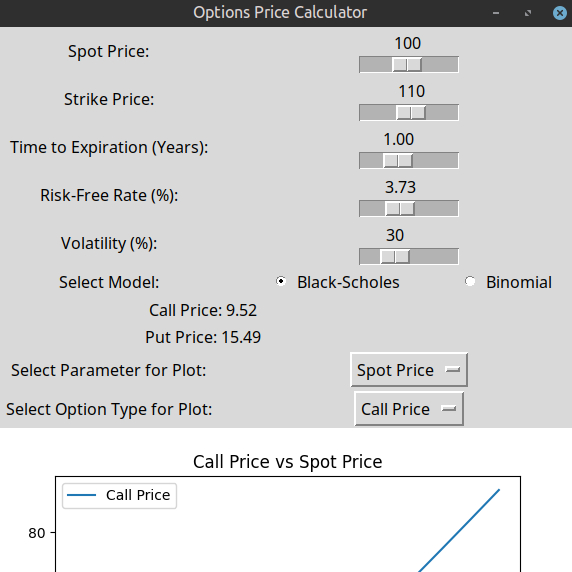 Options Price Calculator
Spot Price: 100
Strike Price: 110
Time to Expiration (Years): 1.00
Risk-Free Rate (%): 3.73
Volatility (%): 30
Select Model: Black-Scholes Binomial
Call Price: 9.52
Put Price: 15.49
Select Parameter for Plot: Spot Price
Select Option Type for Plot: Call Price
Call Price vs Spot Price
Call Price
80